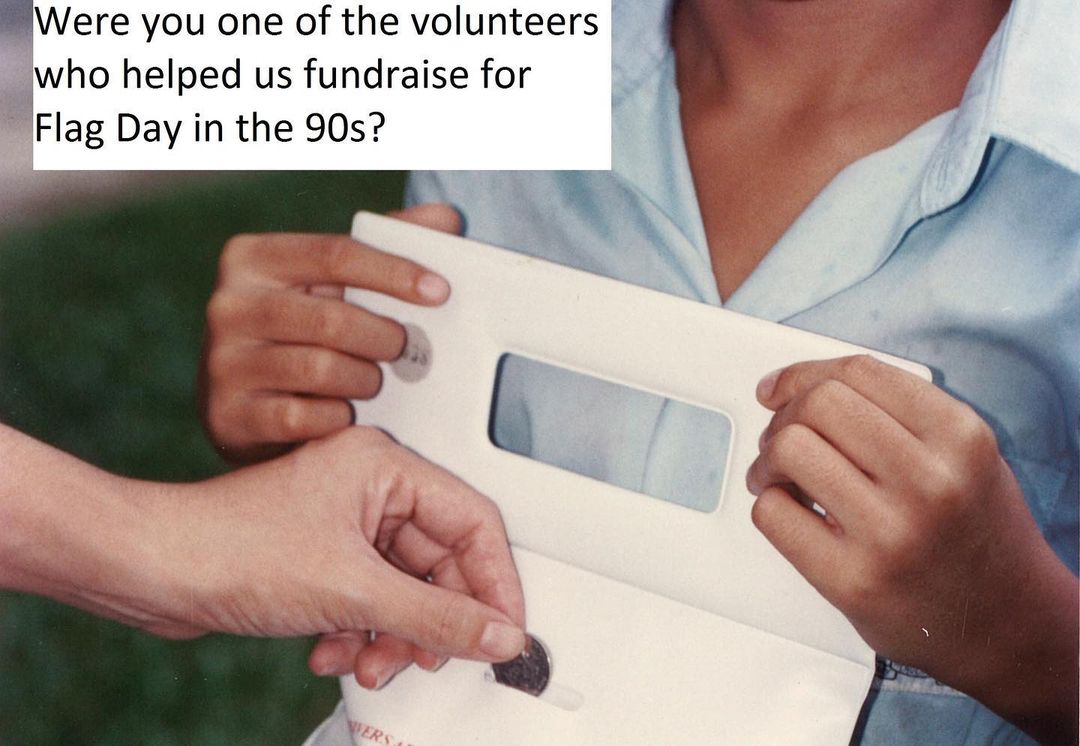 Were you one of the volunteers
who helped us fundraise for
Flag Day in the 90s?